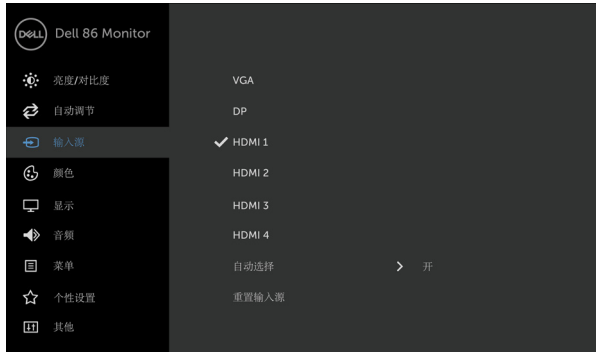 DELL Dell 86 Monitor
亮度/对比度
VGA
自动调节
DP
输入源
HDMI 1
颜色
HDMI 2
显示
HDMI 3
音频
HDMI 4
菜单
自动选择 开
个性设置
重置输入源
其他